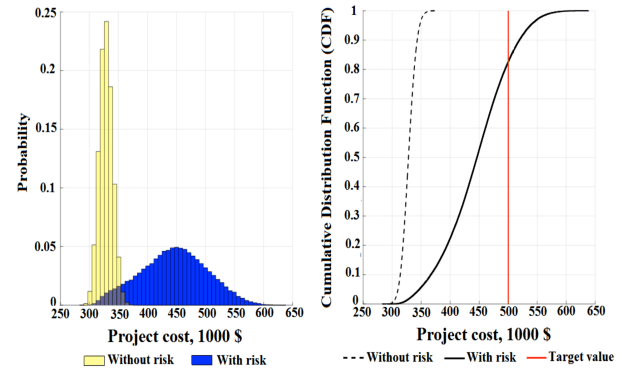 Probability
0.25
0.2
0.15
0.1
0.05
0
250 300 350 400 450 500 550 600 650
Project cost, 1000 $
Without risk With risk
Cumulative Distribution Function (CDF)
1
0.9
0.8
0.7
0.6
0.5
0.4
0.3
0.2
0.1
0
250 300 350 400 450 500 550 600 650
Project cost, 1000 $
Without risk With risk Target value